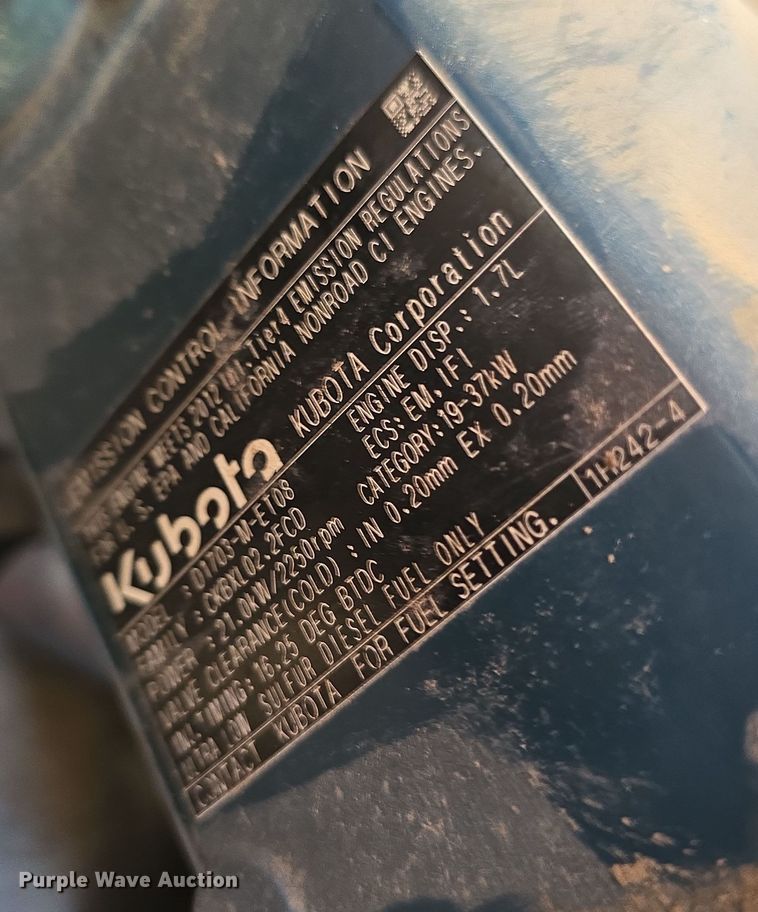 EMISSION CONTROL INFORMATION
THIS ENGINE MEETS 2012 Int. Tier4 EMISSION REGULATIONS
FOR U. S. EPA AND CALIFORNIA NONROAD CI ENGINES.
Kubota KUBOTA Corporation
MODEL : D1703-M-ET08 ENGINE DISP.: 1.7L
FAMILY : CKBXL02.2FCD ECS: EM, IFI
POWER : 21.0kW/2250rpm CATEGORY: 19-37kW
VALVE CLEARANCE(COLD) : IN 0.20mm EX 0.20mm
INJ. TIMING: 16.25 DEG BTDC
ULTRA LOW SULFUR DIESEL FUEL ONLY
CONTACT KUBOTA FOR FUEL SETTING. 1H242-4
Purple Wave Auction